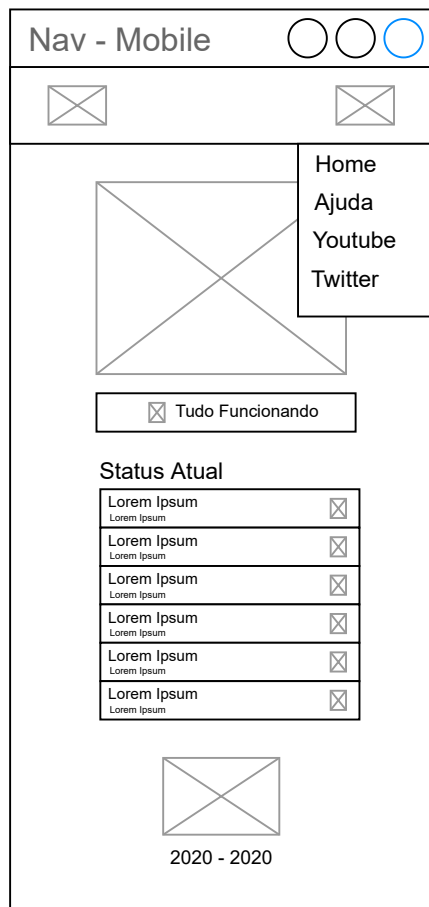 Nav - Mobile
Home
Ajuda
Youtube
Twitter
Tudo Funcionando
Status Atual
Lorem Ipsum
Lorem Ipsum
Lorem Ipsum
Lorem Ipsum
Lorem Ipsum
Lorem Ipsum
Lorem Ipsum
Lorem Ipsum
Lorem Ipsum
Lorem Ipsum
Lorem Ipsum
Lorem Ipsum
2020 - 2020